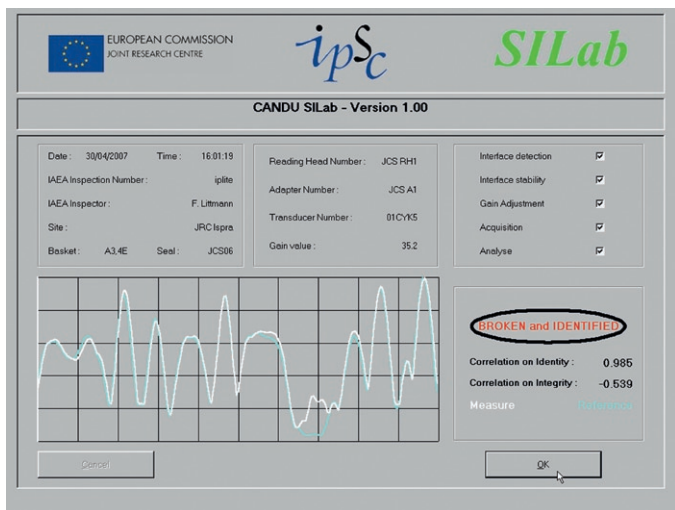 EUROPEAN COMMISSION
JOINT RESEARCH CENTRE
ipSc
SILab
CANDU SILab - Version 1.00
Date : 30/04/2007 Time : 16:01:19
IAEA Inspection Number : iplite
IAEA Inspector : F. Littmann
Site : JRC Ispra
Basket : A3,4E Seal : JCS06
Reading Head Number : JCS RH1
Adapter Number : JCS A1
Transducer Number : 01CYK5
Gain value : 35.2
Interface detection
Interface stability
Gain Adjustment
Acquisition
Analyse
BROKEN and IDENTIFIED
Correlation on Identity : 0.985
Correlation on Integrity : -0.539
Measure Reference
Cancel
OK